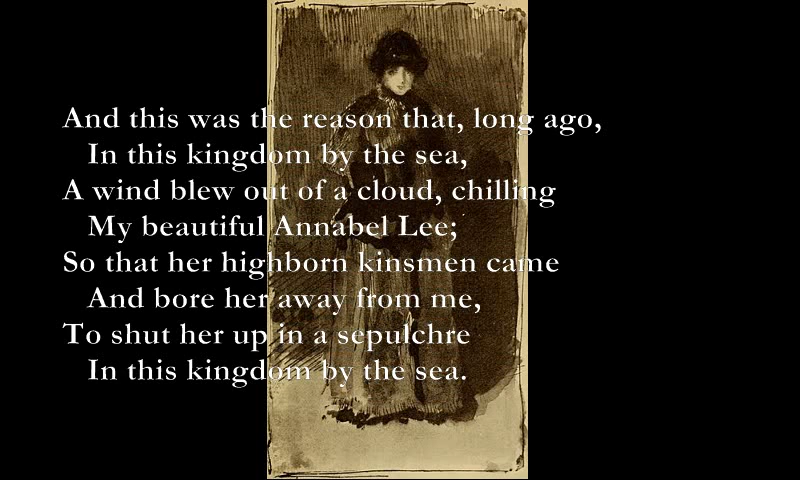 And this was the reason that, long ago,
In this kingdom by the sea,
A wind blew out of a cloud, chilling
My beautiful Annabel Lee;
So that her highborn kinsmen came
And bore her away from me,
To shut her up in a sepulchre
In this kingdom by the sea.